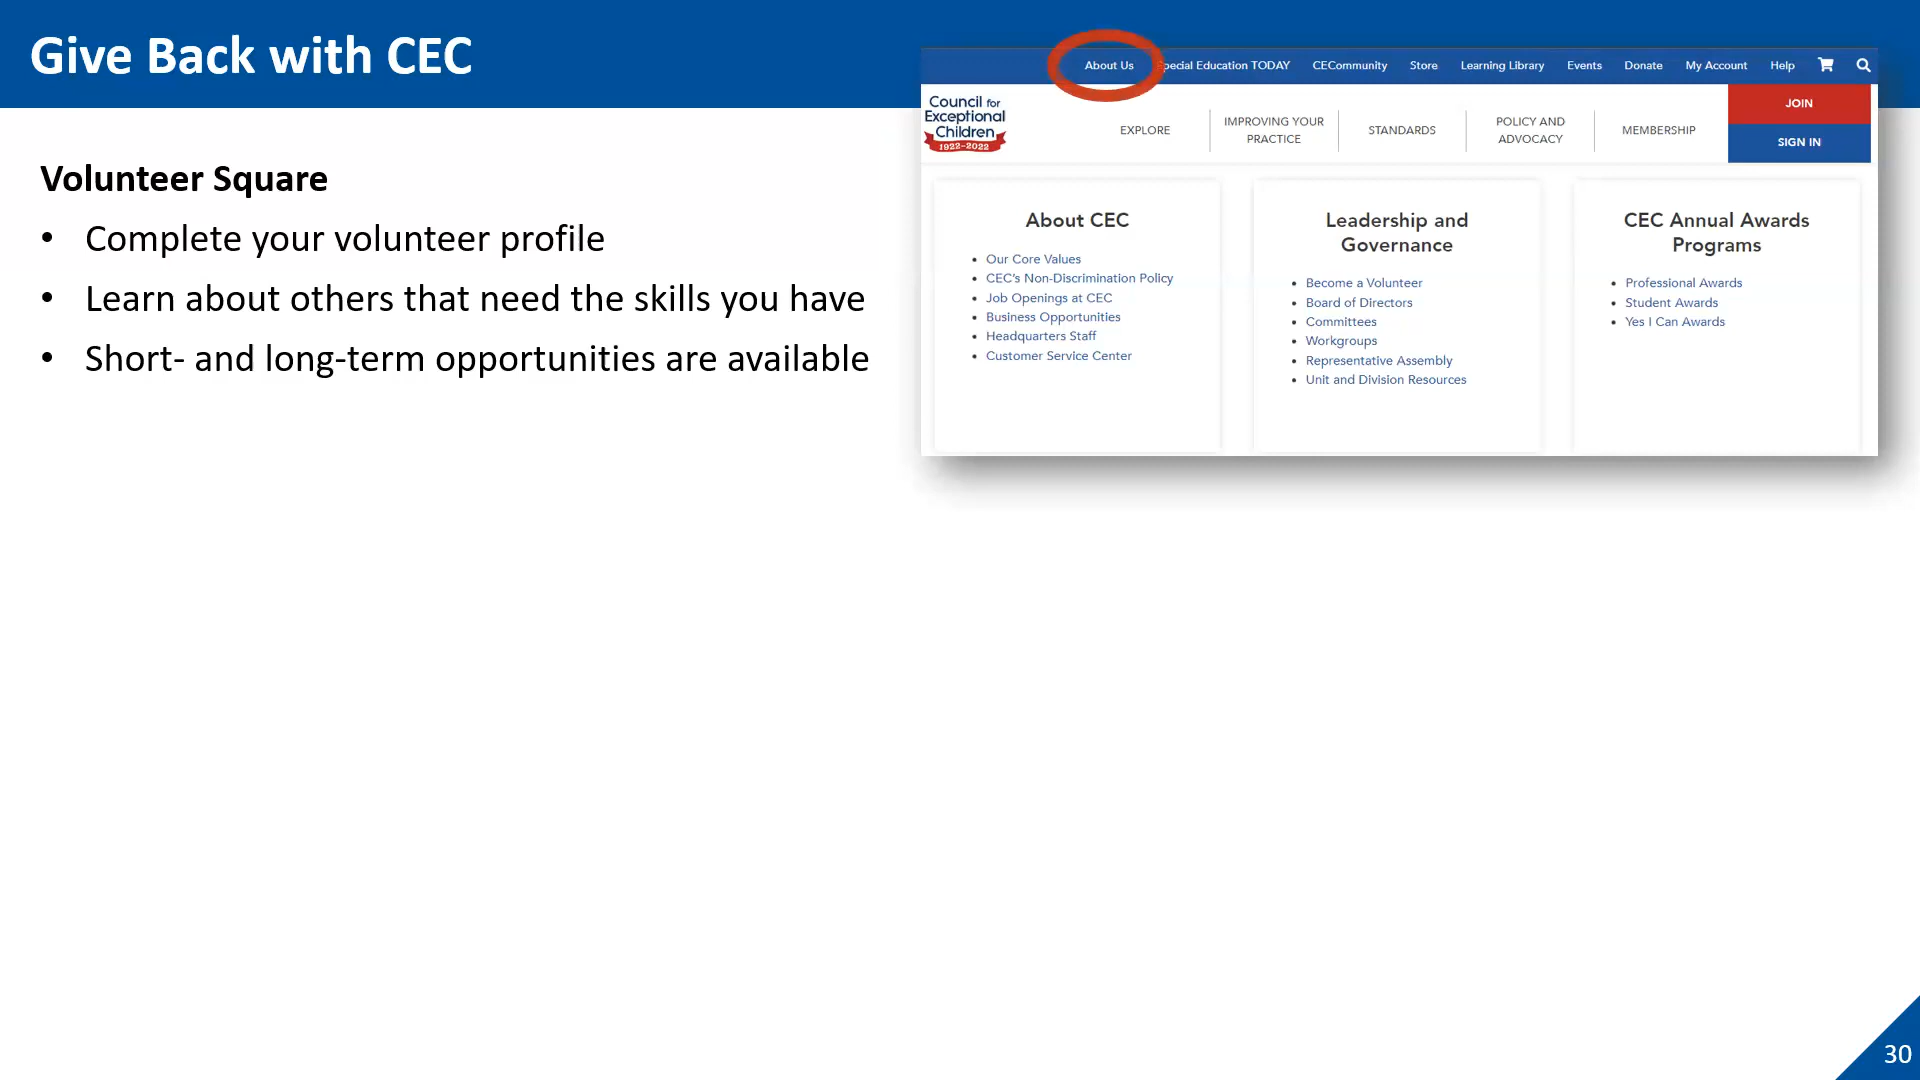 Give Back with CEC
Volunteer Square
• Complete your volunteer profile
• Learn about others that need the skills you have
• Short- and long-term opportunities are available
About Us pecial Education TODAY CECommunity Store Learning Library Events Donate My Account Help
Council for
Exceptional
Children
1922-2022
EXPLORE
IMPROVING YOUR
PRACTICE
STANDARDS
POLICY AND
ADVOCACY
MEMBERSHIP
JOIN
SIGN IN
About CEC
• Our Core Values
• CEC's Non-Discrimination Policy
• Job Openings at CEC
• Business Opportunities
• Headquarters Staff
• Customer Service Center
Leadership and
Governance
• Become a Volunteer
• Board of Directors
• Committees
• Workgroups
• Representative Assembly
• Unit and Division Resources
CEC Annual Awards
Programs
• Professional Awards
• Student Awards
• Yes I Can Awards
30